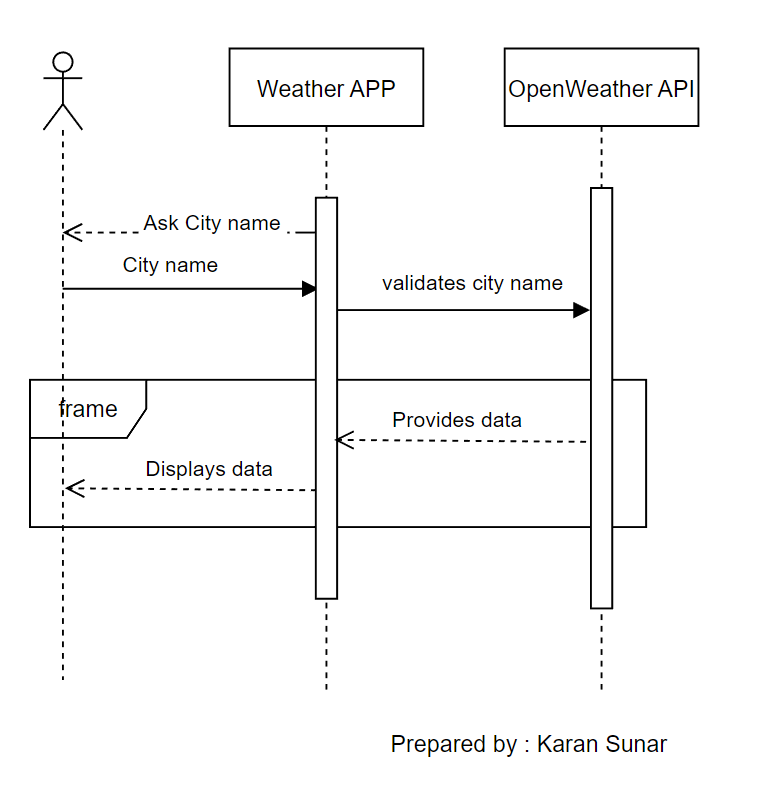 Weather APP
OpenWeather API
Ask City name
City name
validates city name
frame
Provides data
Displays data
Prepared by : Karan Sunar